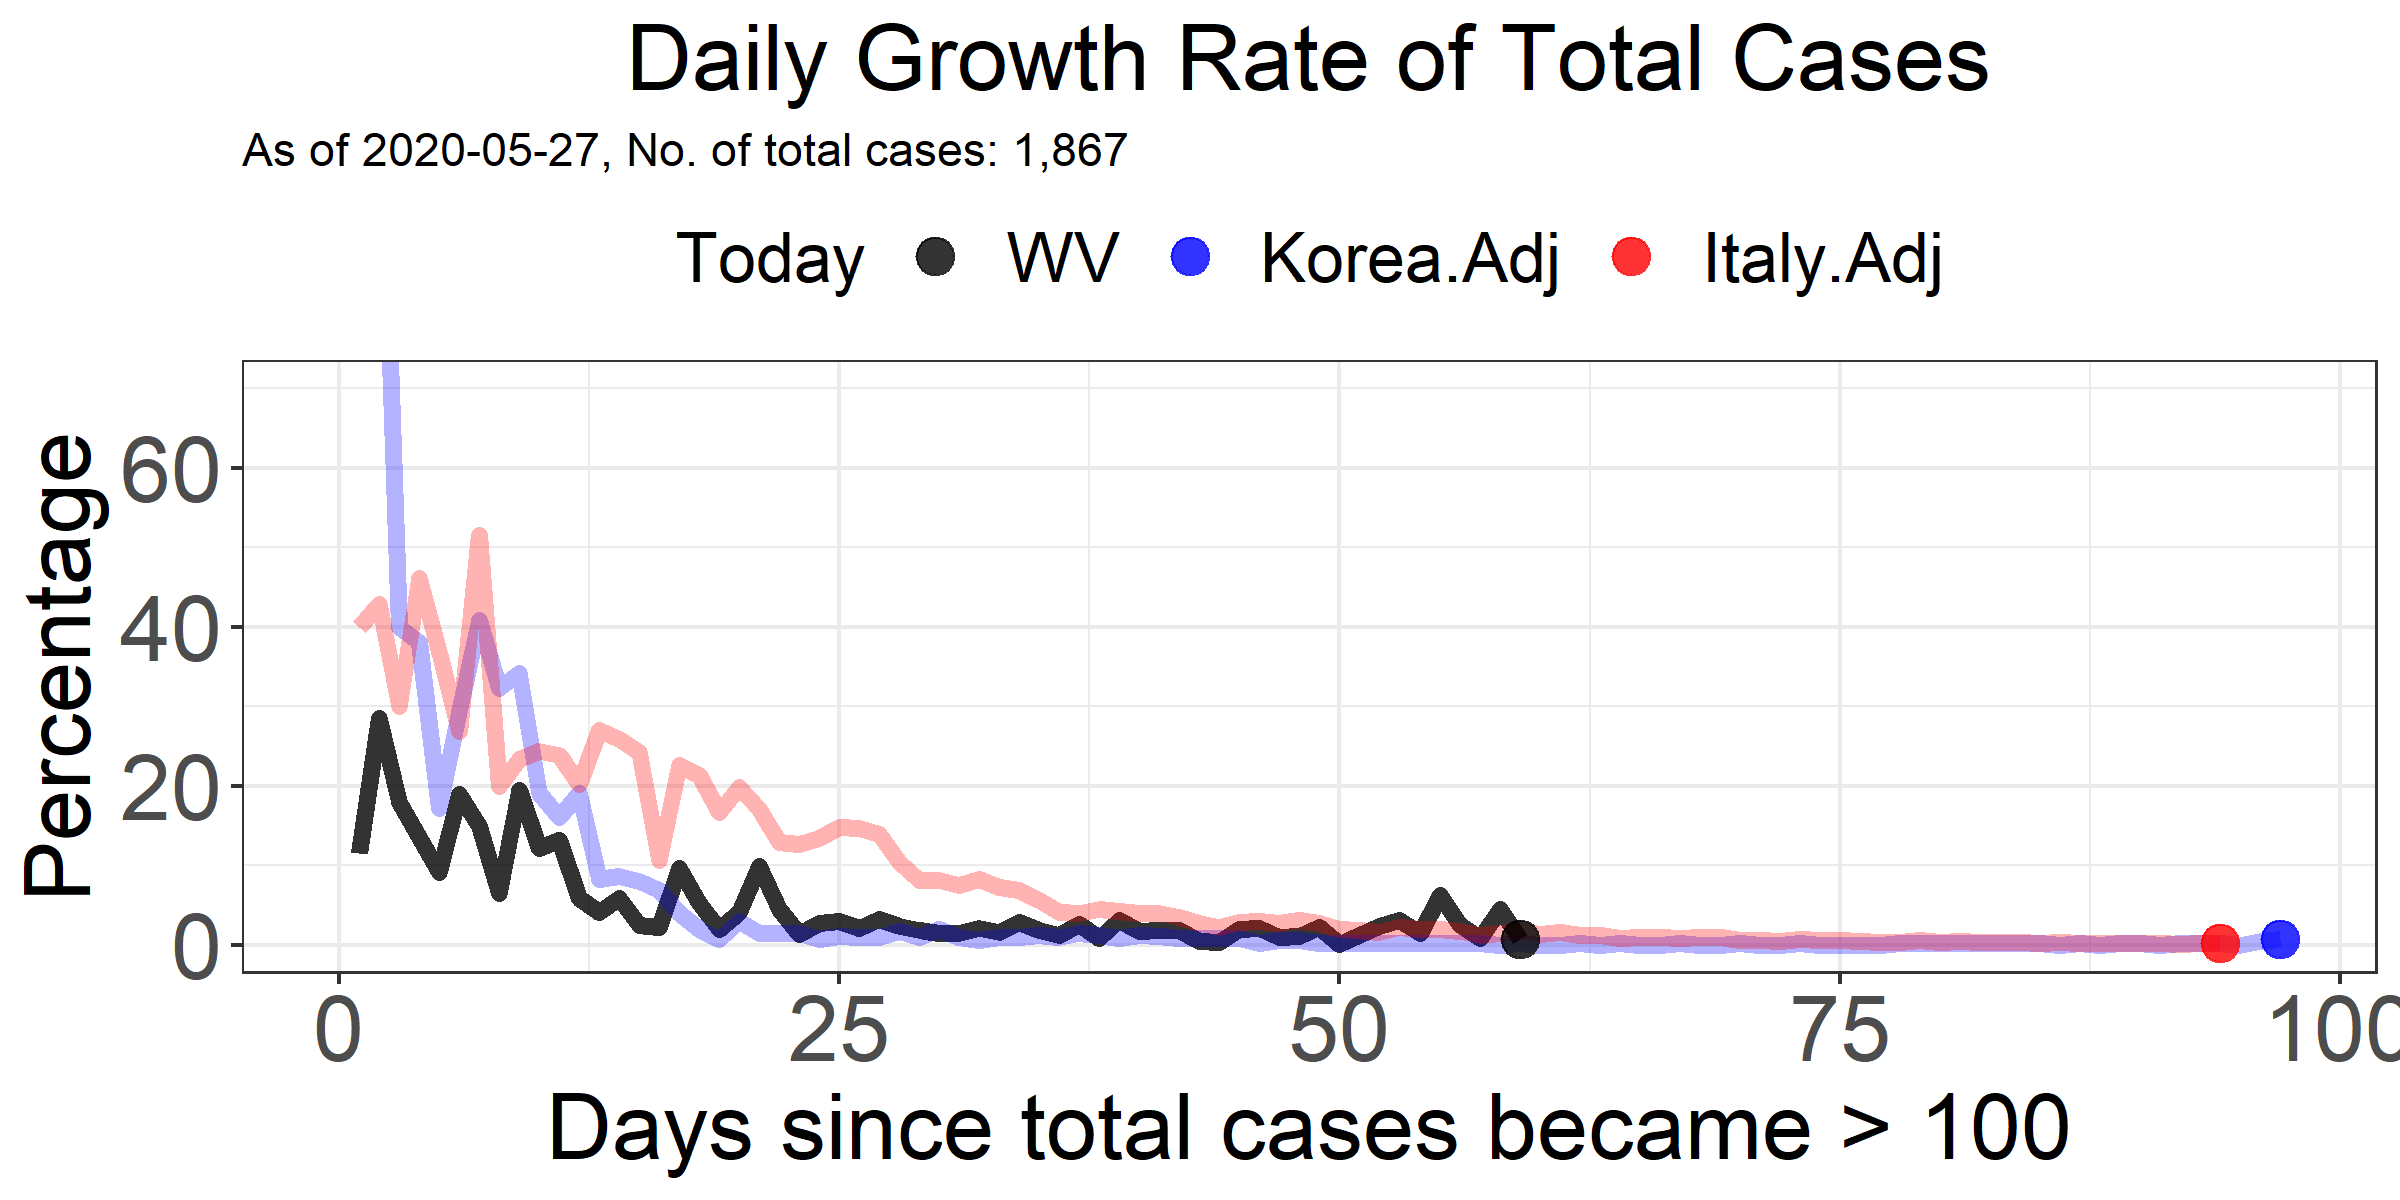 Daily Growth Rate of Total Cases
As of 2020-05-27, No. of total cases: 1,867
Today WV Korea.Adj Italy.Adj
Percentage
60
40
20
0
0 25 50 75 100
Days since total cases became > 100